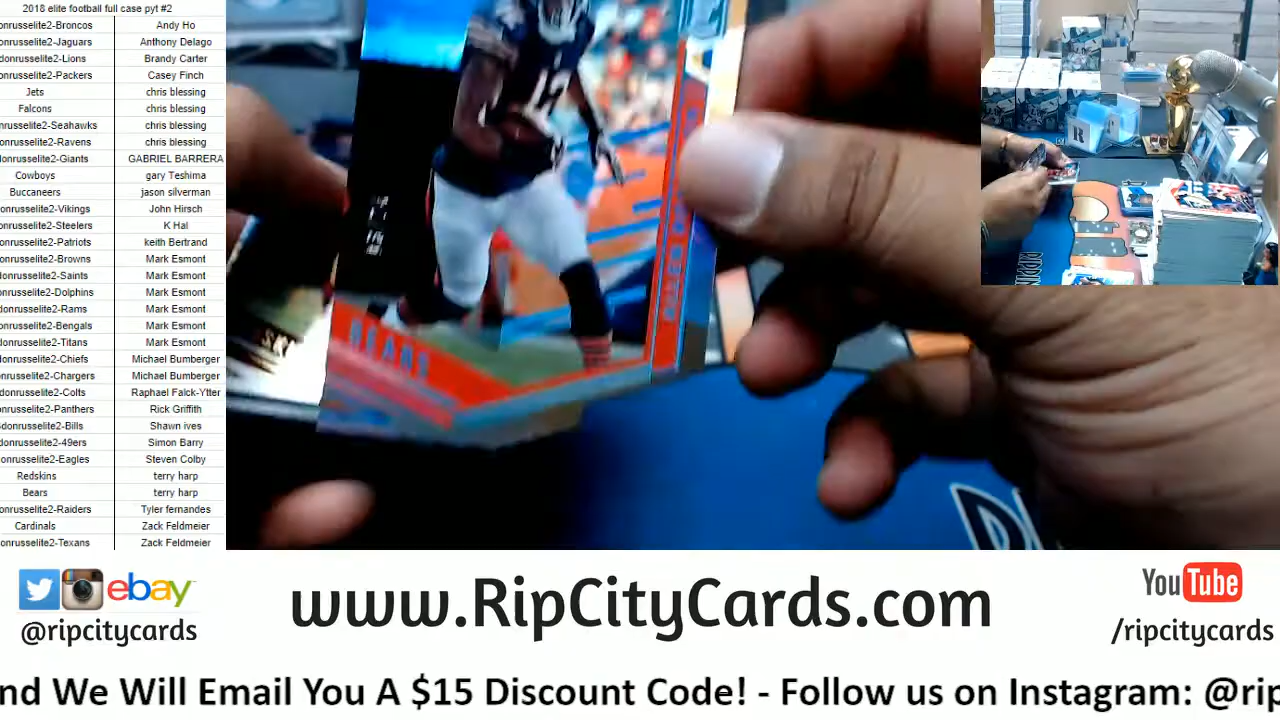 2018 elite football full case pyt #2
onrusselite2-Broncos Andy Ho
donrusselite2-Jaguars Anthony Delago
donrusselite2-Lions Brandy Carter
onrusselite2-Packers Casey Finch
Jets chris blessing
Falcons chris blessing
nrusselite2-Seahawks chris blessing
onrusselite2-Ravens chris blessing
donrusselite2-Giants GABRIEL BARRERA
Cowboys gary Teshima
Buccaneers jason silverman
onrusselite2-Vikings John Hirsch
onrusselite2-Steelers K Hal
onrusselite2-Patriots keith Bertrand
onrusselite2-Browns Mark Esmont
donrusselite2-Saints Mark Esmont
onrusselite2-Dolphins Mark Esmont
donrusselite2-Rams Mark Esmont
onrusselite2-Bengals Mark Esmont
donrusselite2-Titans Mark Esmont
onrusselite2-Chiefs Michael Bumberger
onrusselite2-Chargers Michael Bumberger
donrusselite2-Colts Raphael Falck-Ytter
onrusselite2-Panthers Rick Griffith
donrusselite2-Bills Shawn ives
donrusselite2-49ers Simon Barry
onrusselite2-Eagles Steven Colby
Redskins terry harp
Bears terry harp
onrusselite2-Raiders Tyler fernandes
Cardinals Zack Feldmeier
onrusselite2-Texans Zack Feldmeier
BEARS
ebay
@ripcitycards
www.RipCityCards.com
YouTube
/ripcitycards
nd We Will Email You A $15 Discount Code! - Follow us on Instagram: @rip